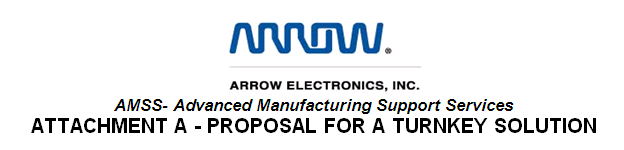 ARROW®
ARROW ELECTRONICS, INC.
AMSS- Advanced Manufacturing Support Services
ATTACHMENT A - PROPOSAL FOR A TURNKEY SOLUTION